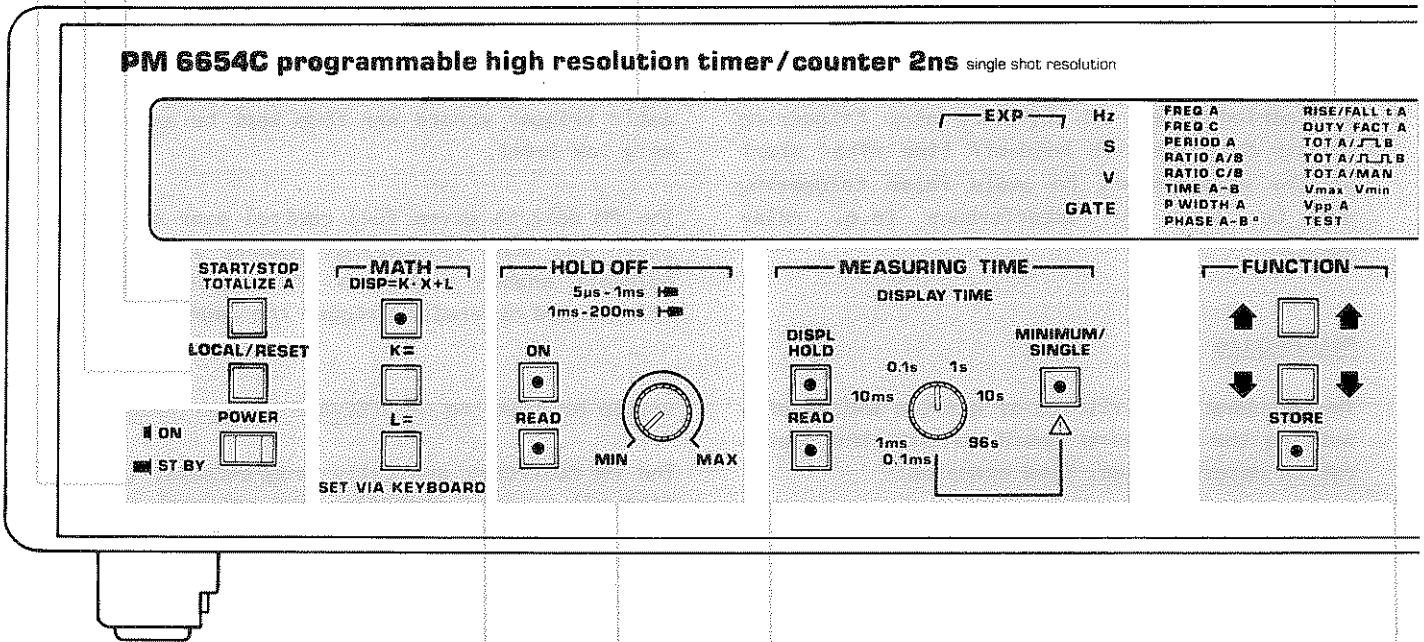 PM 6654C programmable high resolution timer/counter 2ns single shot resolution
EXP
Hz
S
V
GATE
FREQ A
FREQ C
PERIOD A
RATIO A/B
RATIO C/B
TIME A-B
P WIDTH A
PHASE A-B °
RISE/FALL t A
DUTY FACT A
TOT A/ B
TOT A/ B
TOT A/MAN
Vmax Vmin
Vpp A
TEST
START/STOP
TOTALIZE A
LOCAL/RESET
POWER
ON
ST BY
MATH
DISP=K·X+L
K=
L=
SET VIA KEYBOARD
HOLD OFF
5µs-1ms
1ms-200ms
ON
READ
MIN
MAX
MEASURING TIME
DISPLAY TIME
DISPL
HOLD
READ
0.1s
1s
10ms
10s
1ms
0.1ms
96s
MINIMUM/
SINGLE
FUNCTION
STORE